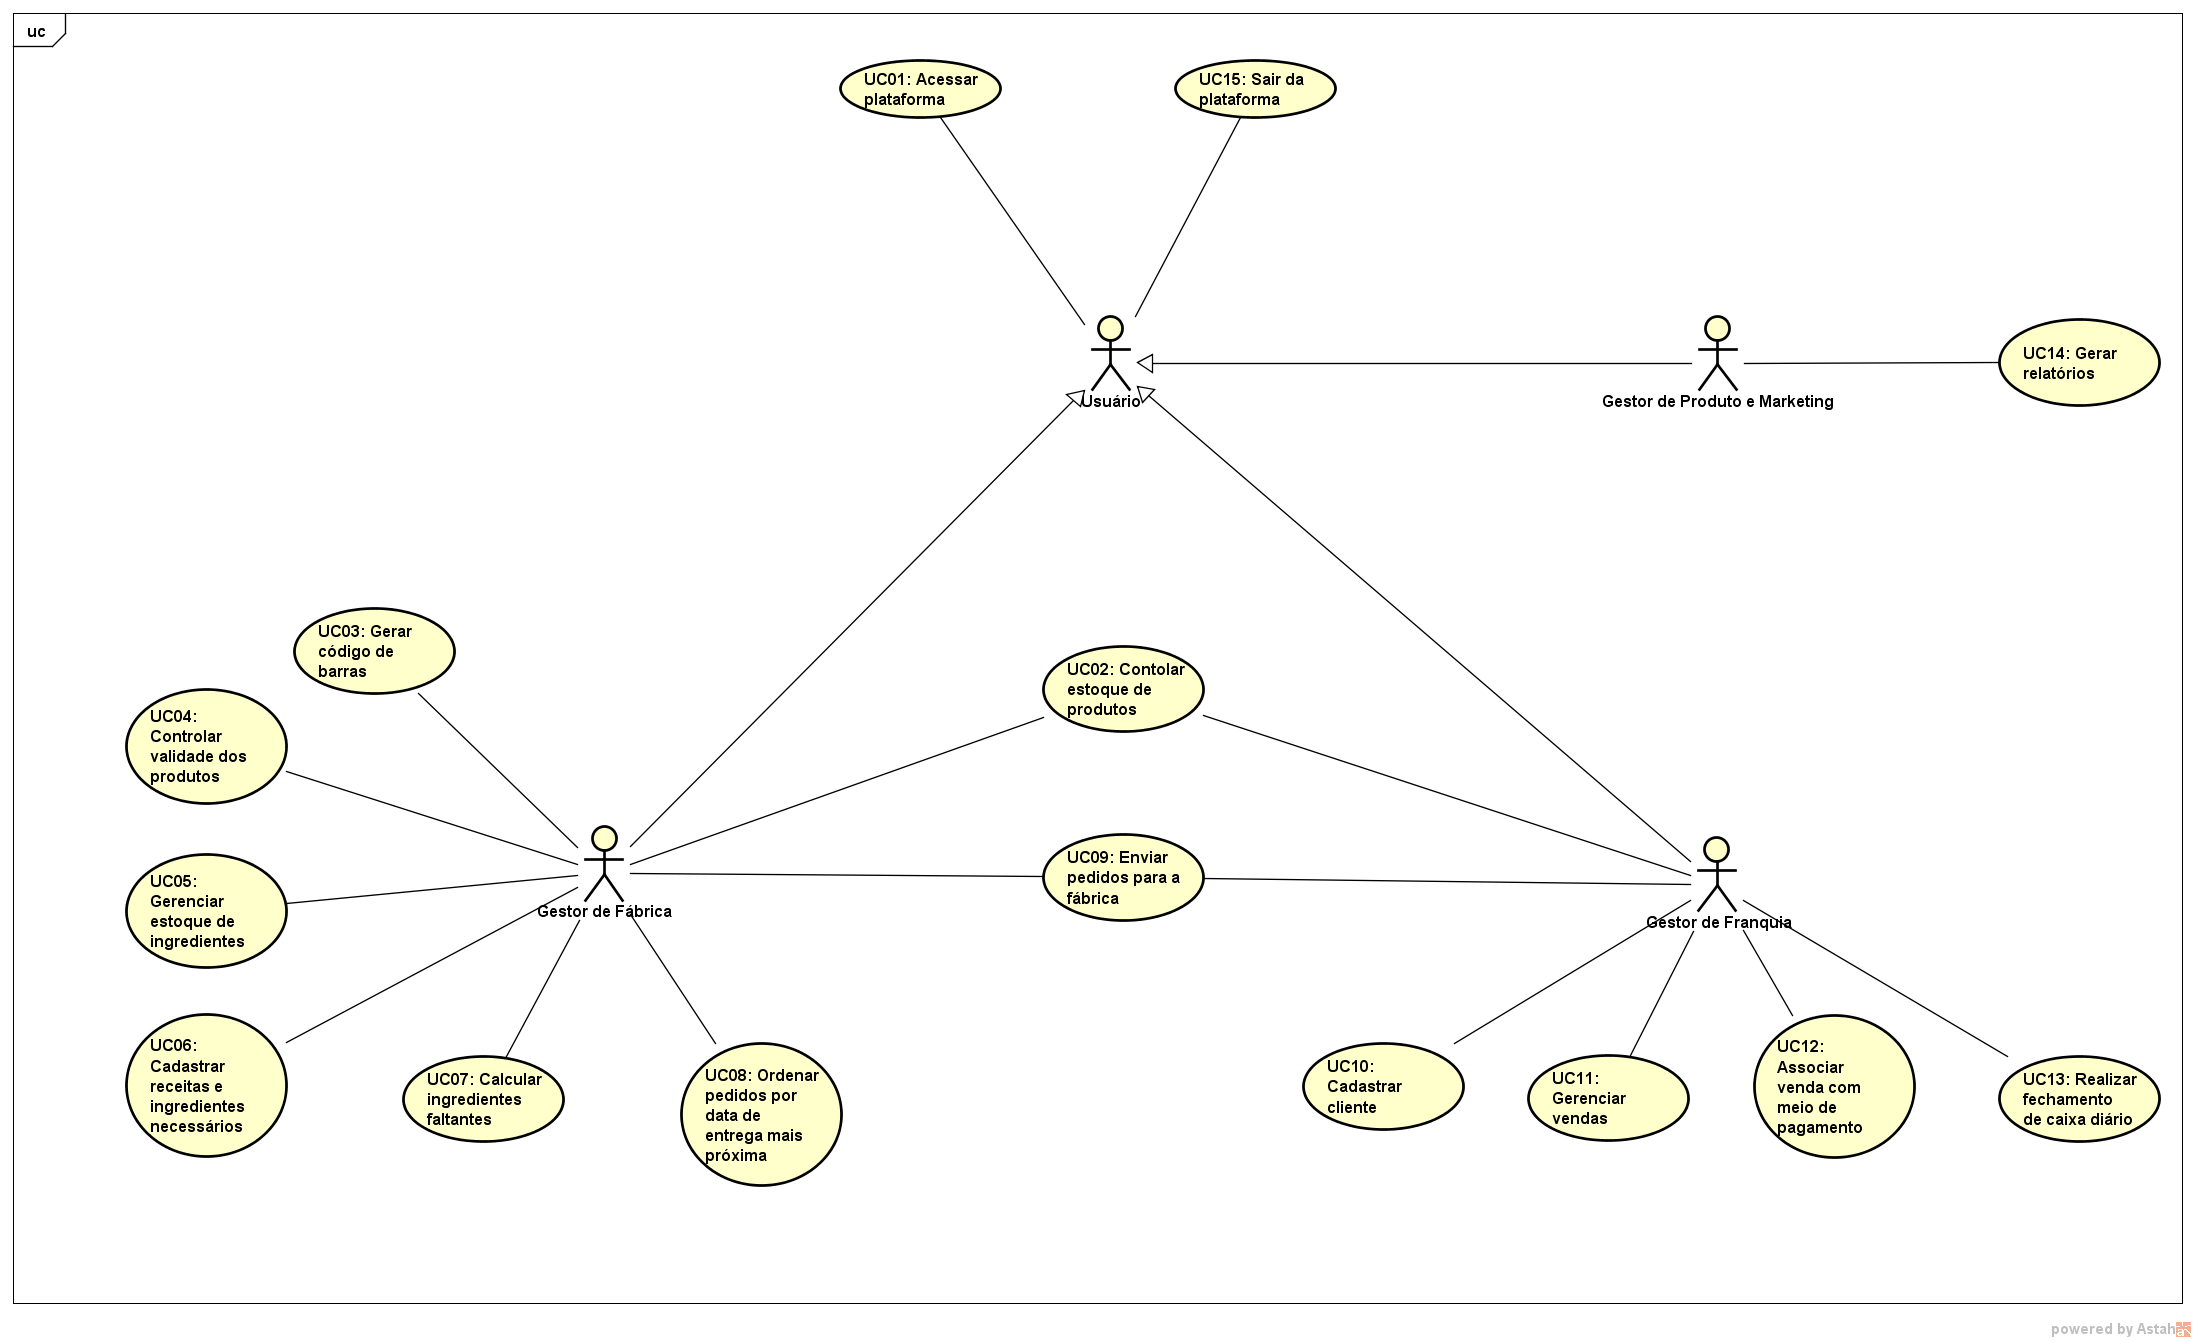 uc
UC01: Acessar
plataforma
UC15: Sair da
plataforma
Usuário
Gestor de Produto e Marketing
UC14: Gerar
relatórios
UC03: Gerar
código de
barras
UC04:
Controlar
validade dos
produtos
UC02: Contolar
estoque de
produtos
UC05:
Gerenciar
estoque de
ingredientes
Gestor de Fábrica
UC09: Enviar
pedidos para a
fábrica
Gestor de Franquia
UC06:
Cadastrar
receitas e
ingredientes
necessários
UC07: Calcular
ingredientes
faltantes
UC08: Ordenar
pedidos por
data de
entrega mais
próxima
UC10:
Cadastrar
cliente
UC11:
Gerenciar
vendas
UC12:
Associar
venda com
meio de
pagamento
UC13: Realizar
fechamento
de caixa diário
powered by Astah